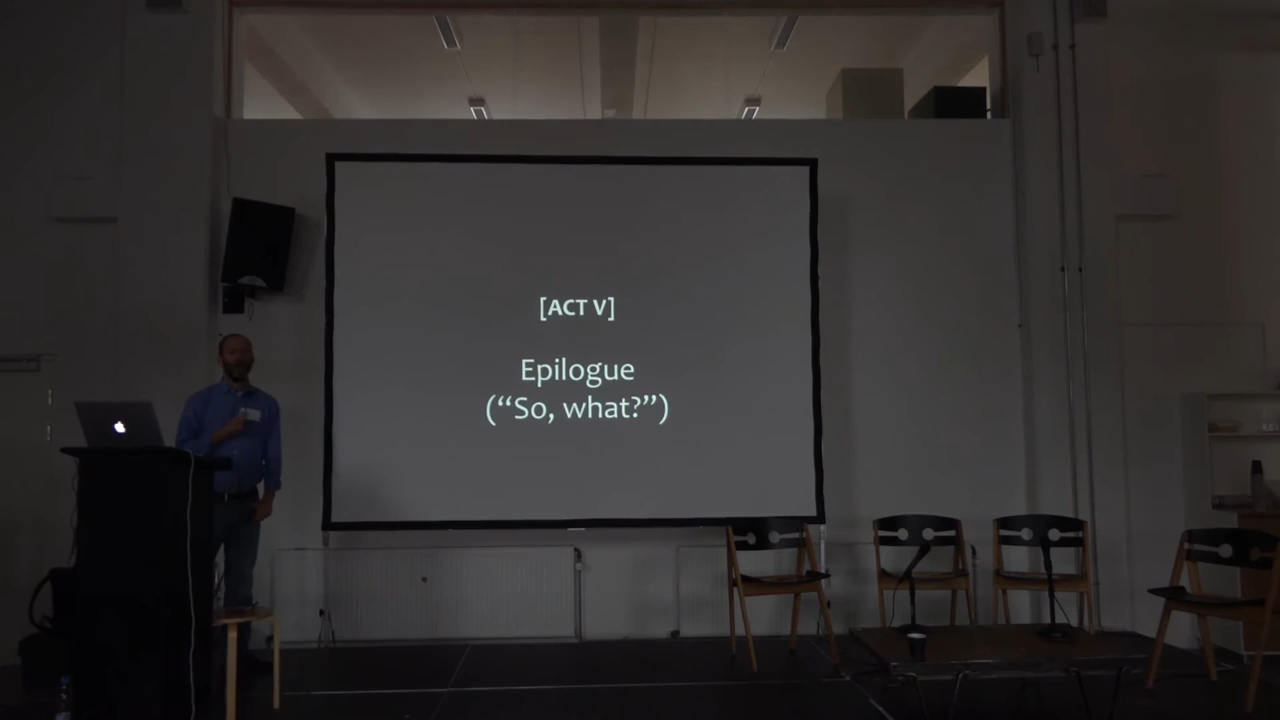 [ACT V]
Epilogue
(“So, what?”)